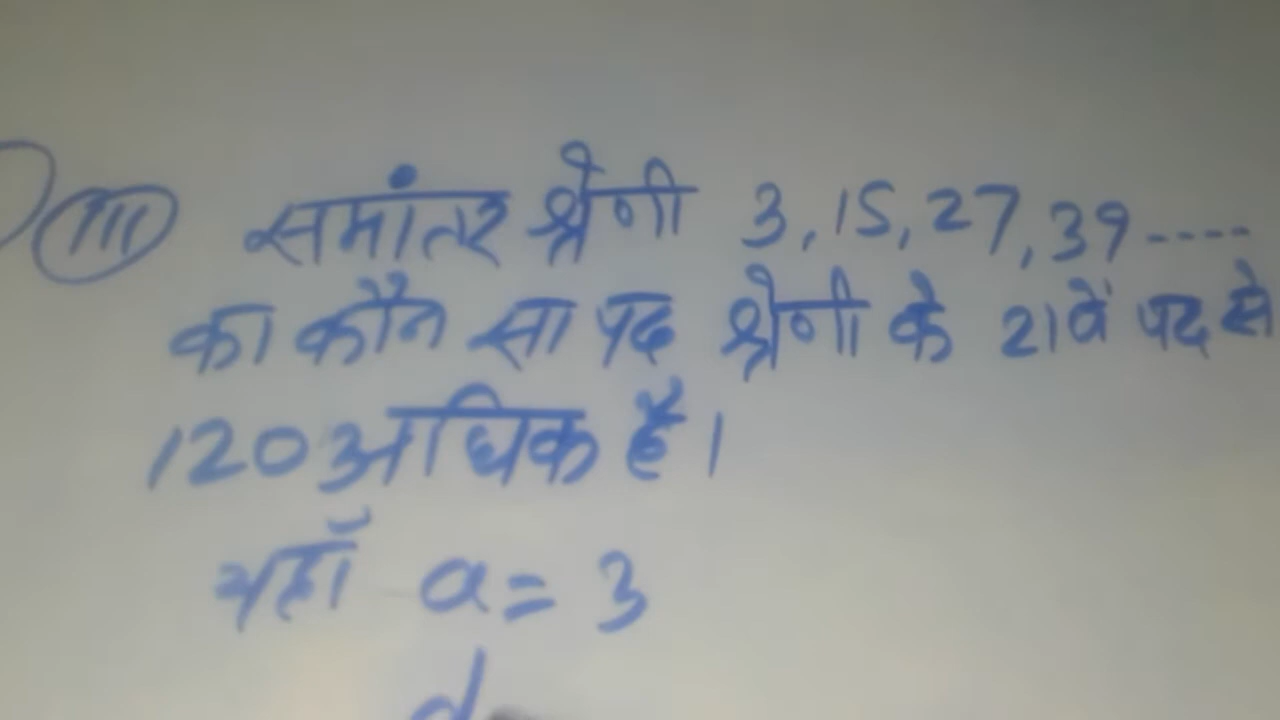 (III) समांतर श्रेणी 3, 15, 27, 39 ----
का कौन सा पद श्रेणी के 21वें पद से
120 अधिक है।
यहाँ a = 3
d